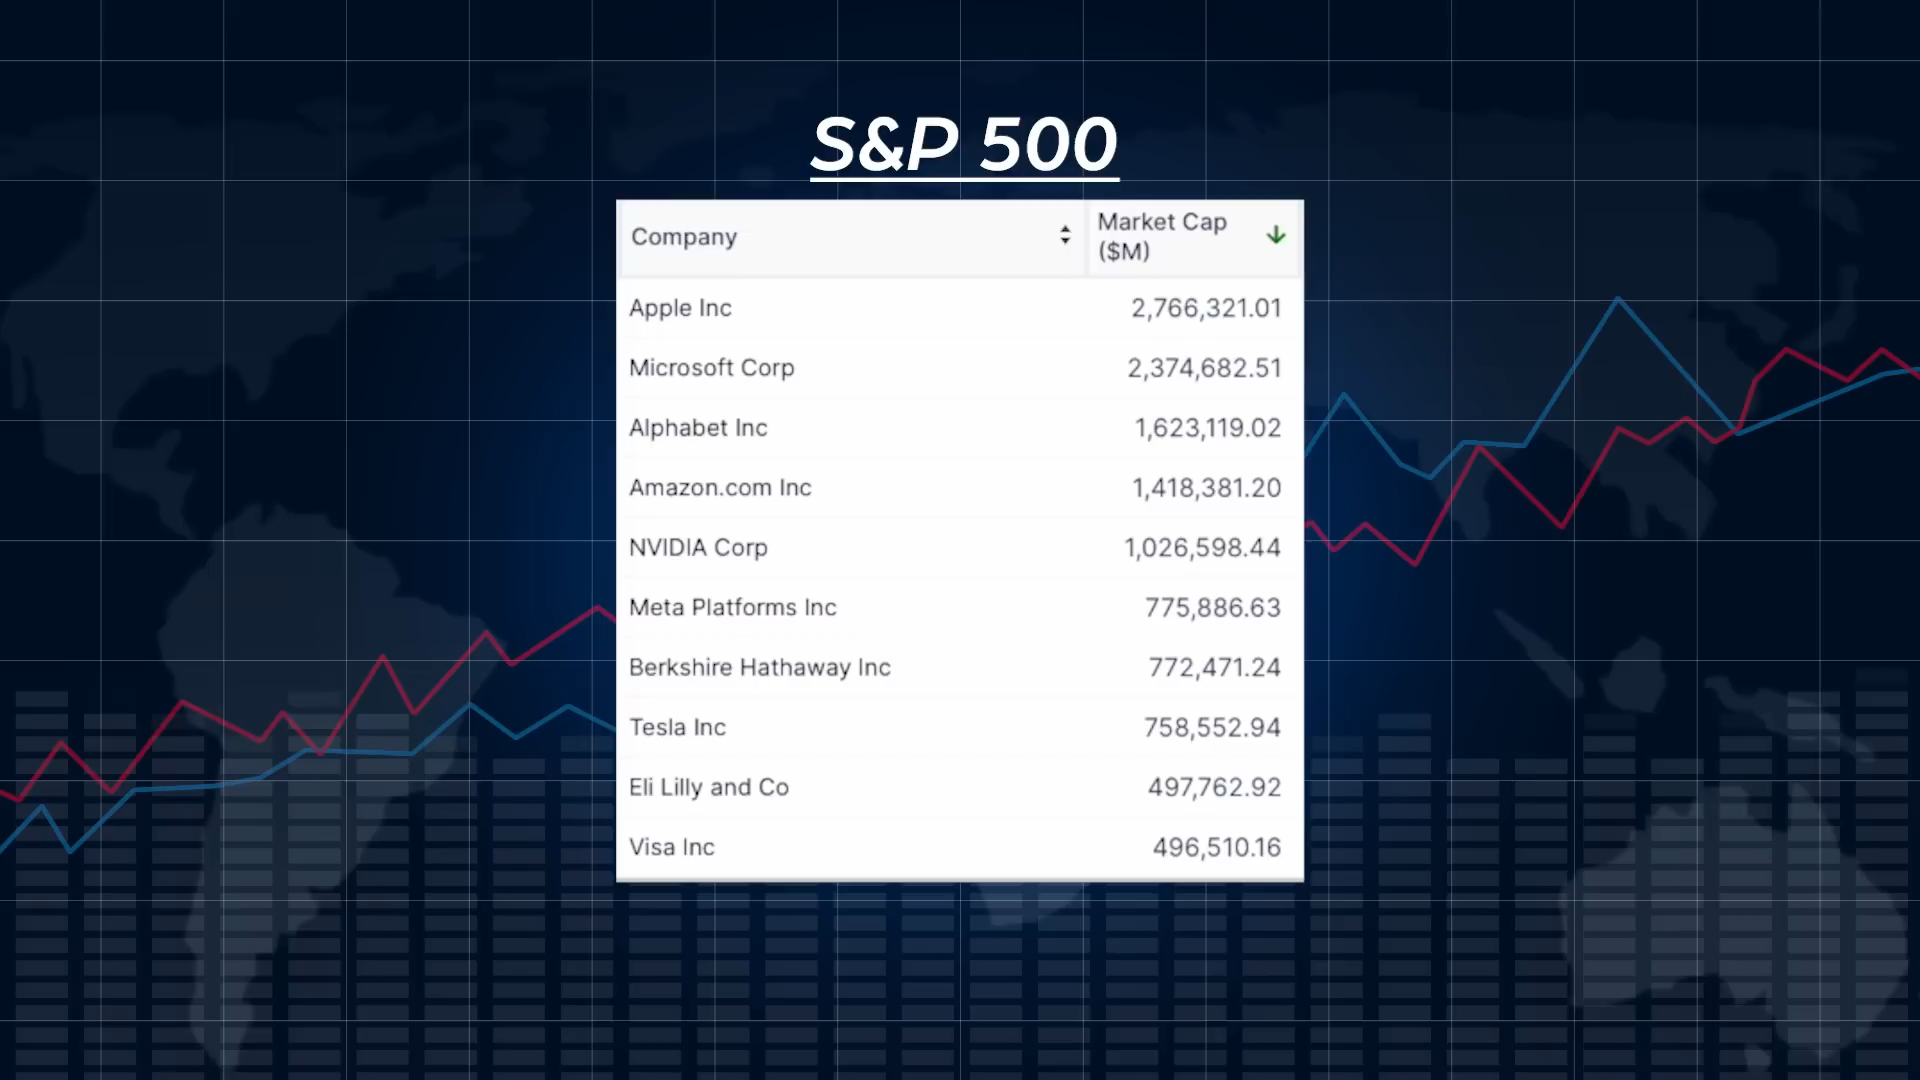 S&P 500
Company
Market Cap
($M)
Apple Inc 2,766,321.01
Microsoft Corp 2,374,682.51
Alphabet Inc 1,623,119.02
Amazon.com Inc 1,418,381.20
NVIDIA Corp 1,026,598.44
Meta Platforms Inc 775,886.63
Berkshire Hathaway Inc 772,471.24
Tesla Inc 758,552.94
Eli Lilly and Co 497,762.92
Visa Inc 496,510.16